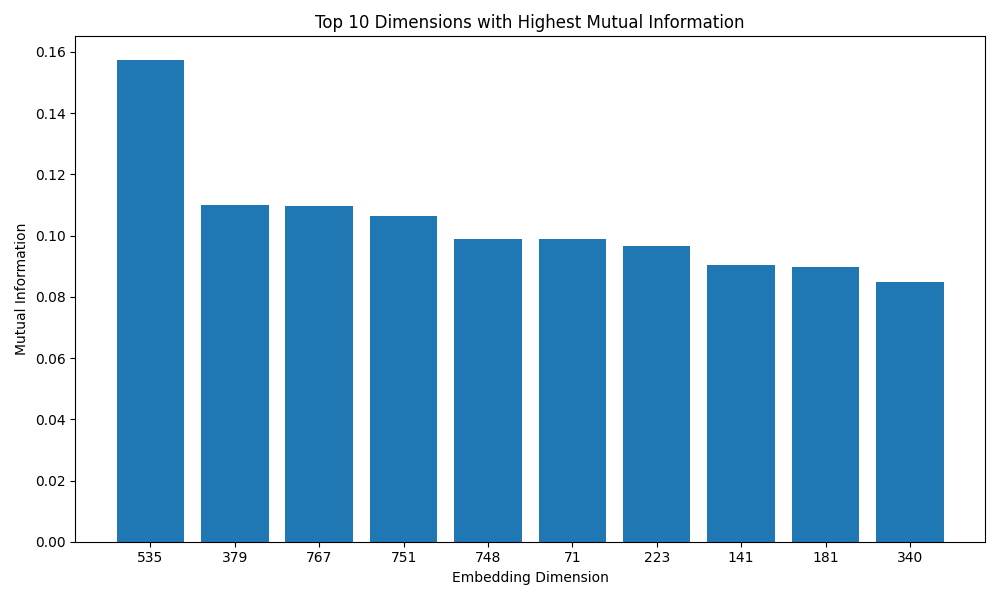 Top 10 Dimensions with Highest Mutual Information
Mutual Information
0.16
0.14
0.12
0.10
0.08
0.06
0.04
0.02
0.00
535 379 767 751 748 71 223 141 181 340
Embedding Dimension